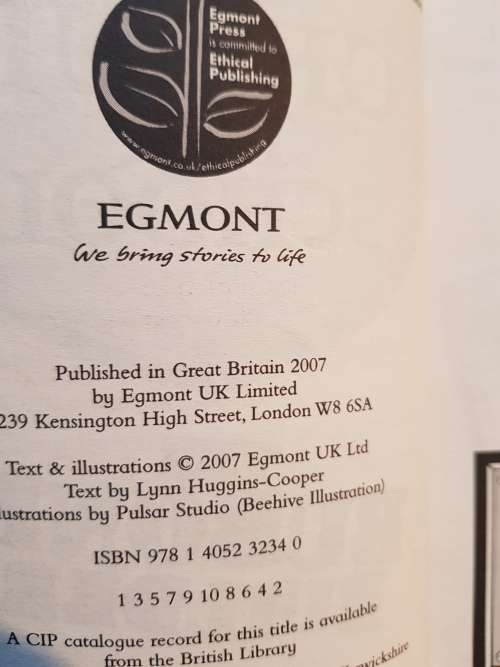 Egmont
Press
is committed to
Ethical
Publishing
www.egmont.co.uk/ethicalpublishing
EGMONT
We bring stories to life
Published in Great Britain 2007
by Egmont UK Limited
239 Kensington High Street, London W8 6SA
Text & illustrations © 2007 Egmont UK Ltd
Text by Lynn Huggins-Cooper
lustrations by Pulsar Studio (Beehive Illustration)
ISBN 978 1 4052 3234 0
1 3 5 7 9 10 8 6 4 2
A CIP catalogue record for this title is available
from the British Library